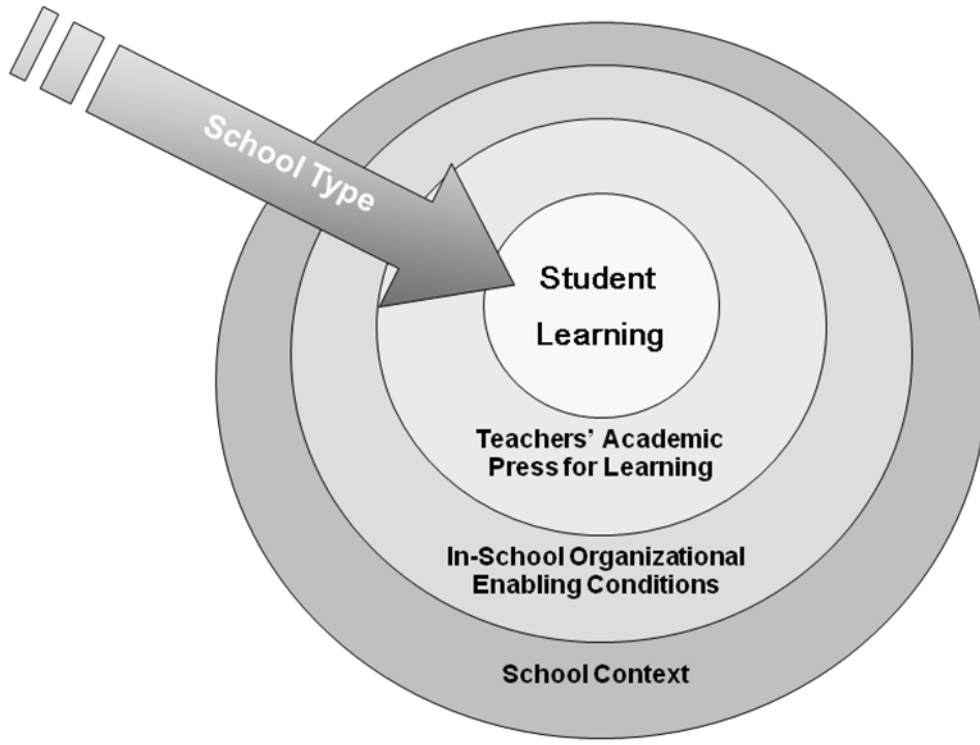 School Type
Student
Learning
Teachers’ Academic
Press for Learning
In-School Organizational
Enabling Conditions
School Context